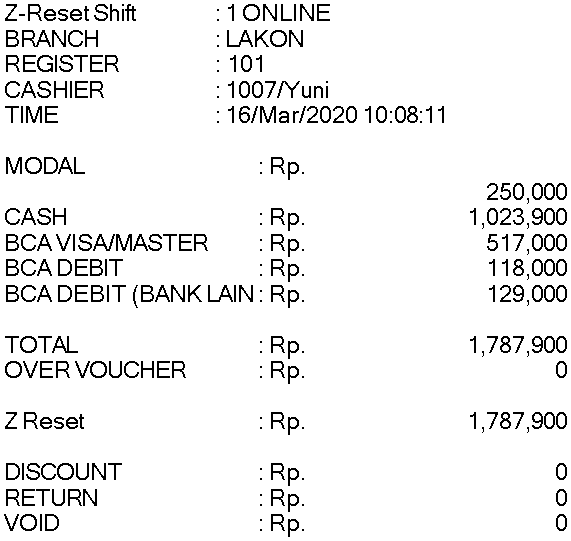 Z-Reset Shift : 1 ONLINE
BRANCH : LAKON
REGISTER : 101
CASHIER : 1007/Yuni
TIME : 16/Mar/2020 10:08:11
MODAL : Rp.
250,000
CASH : Rp. 1,023,900
BCA VISA/MASTER : Rp. 517,000
BCA DEBIT : Rp. 118,000
BCA DEBIT (BANK LAIN : Rp. 129,000
TOTAL : Rp. 1,787,900
OVER VOUCHER : Rp. 0
Z Reset : Rp. 1,787,900
DISCOUNT : Rp. 0
RETURN : Rp. 0
VOID : Rp. 0